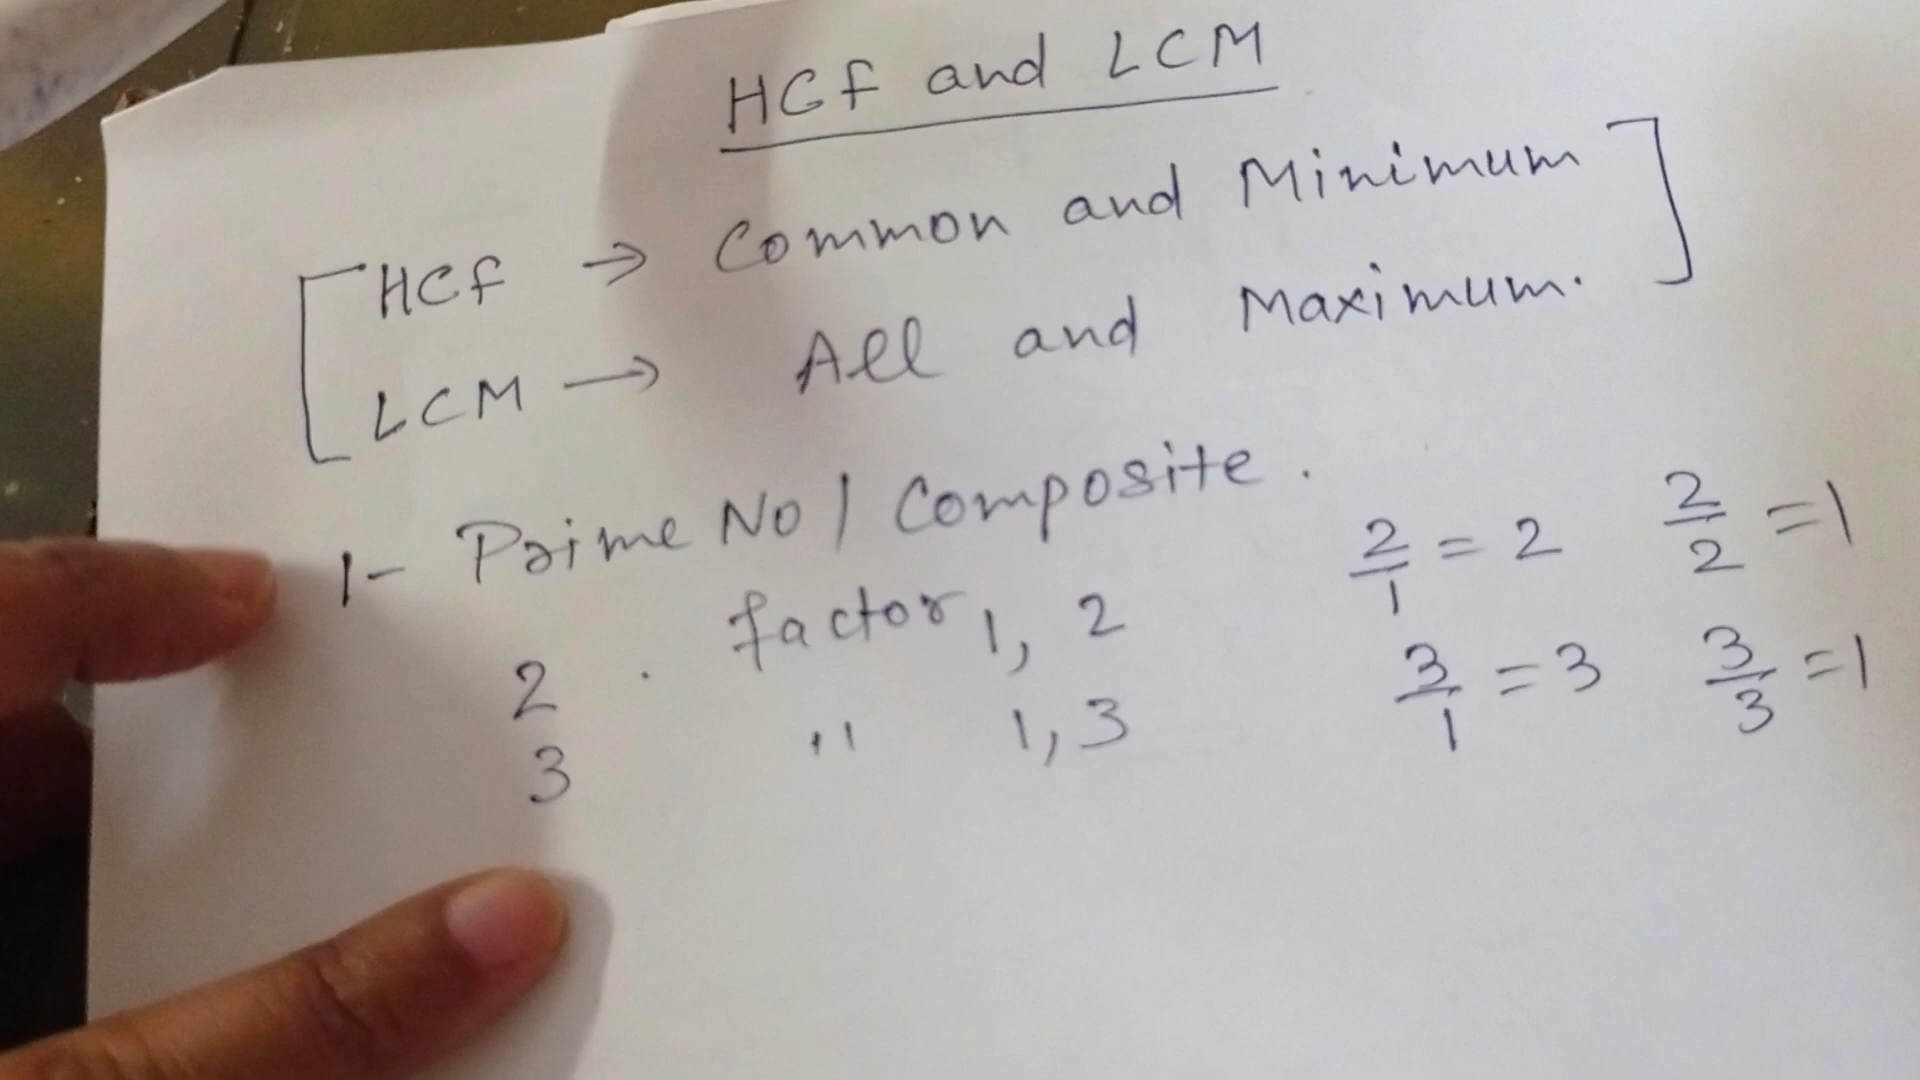 HCf and LCM
HCf → Common and Minimum
LCM → All and Maximum.
1- Prime No / Composite.
2 . factor 1, 2 2/1 = 2 2/2 = 1
3 " 1, 3 3/1 = 3 3/3 = 1